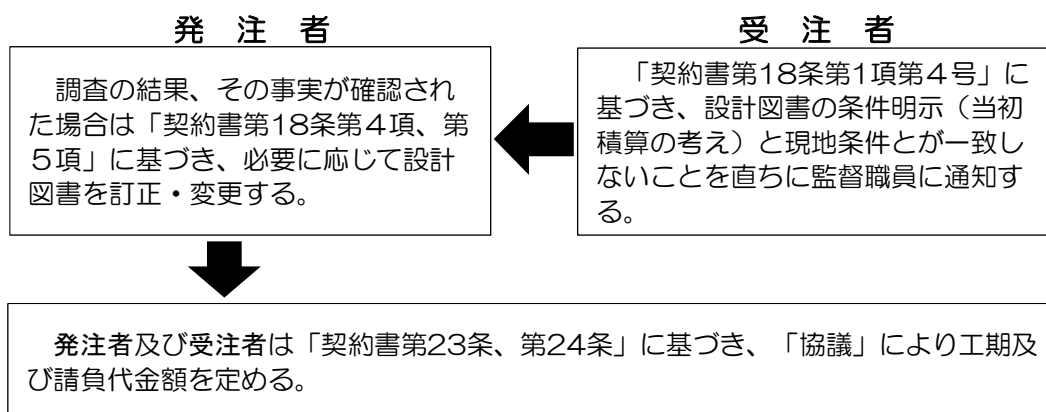 発 注 者
調査の結果、その事実が確認され
た場合は「契約書第18条第４項、第
５項」に基づき、必要に応じて設計
図書を訂正・変更する。
受 注 者
「契約書第18条第1項第４号」に
基づき、設計図書の条件明示（当初
積算の考え）と現地条件とが一致し
ないことを直ちに監督職員に通知す
る。
発注者及び受注者は「契約書第23条、第24条」に基づき、「協議」により工期及
び請負代金額を定める。